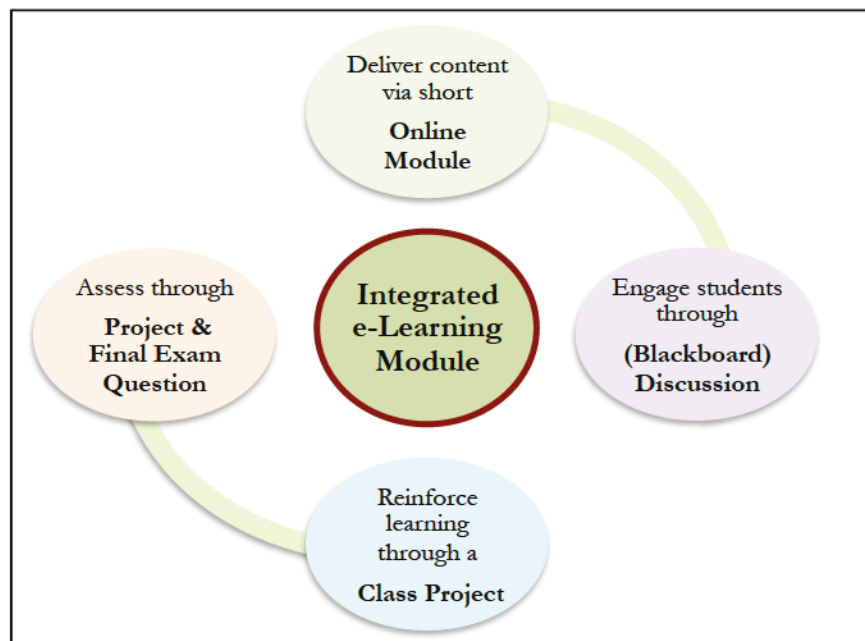 Deliver content
via short
Online
Module
Engage students
through
(Blackboard)
Discussion
Reinforce
learning
through a
Class Project
Assess through
Project &
Final Exam
Question
Integrated
e-Learning
Module